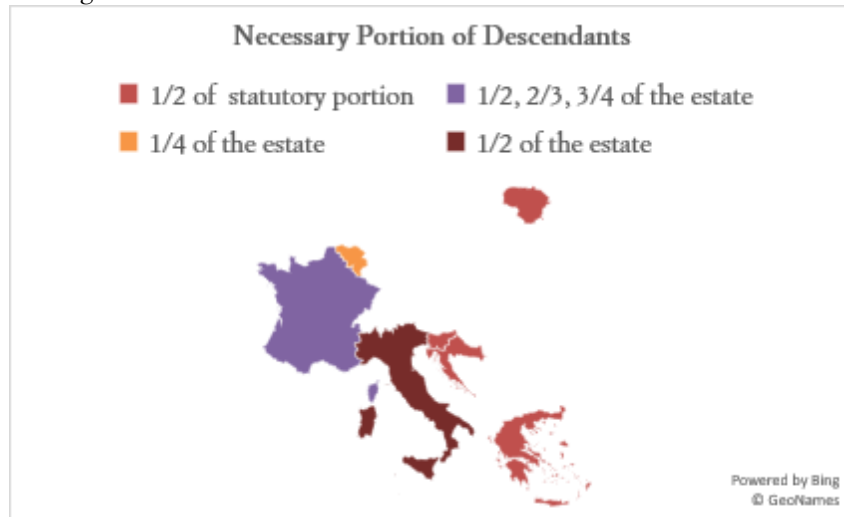 Necessary Portion of Descendants
1/2 of statutory portion
1/2, 2/3, 3/4 of the estate
1/4 of the estate
1/2 of the estate
Powered by Bing
© GeoNames